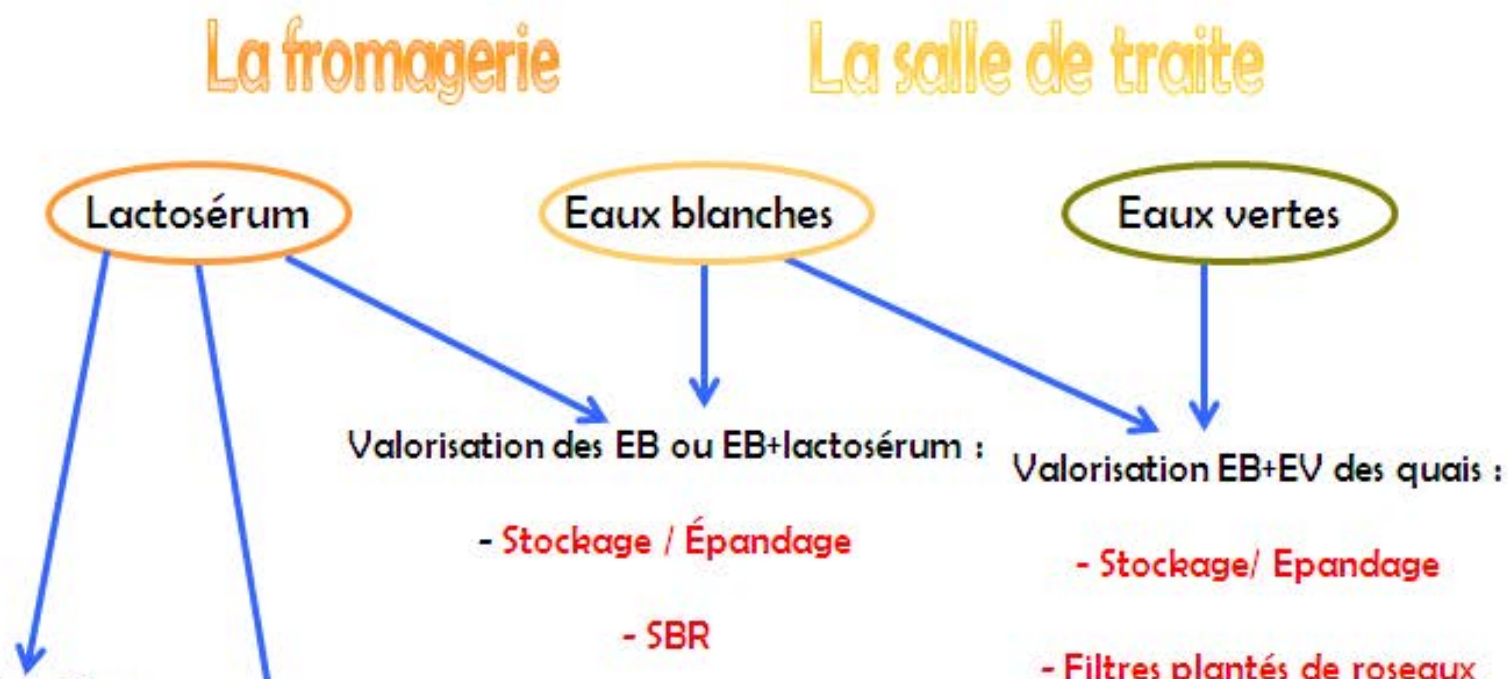 La fromagerie
La salle de traite
Lactosérum
Eaux blanches
Eaux vertes
Valorisation des EB ou EB+lactosérum :
- Stockage / Épandage
- SBR
Valorisation EB+EV des quais :
- Stockage/ Epandage
- Filtres plantés de roseaux